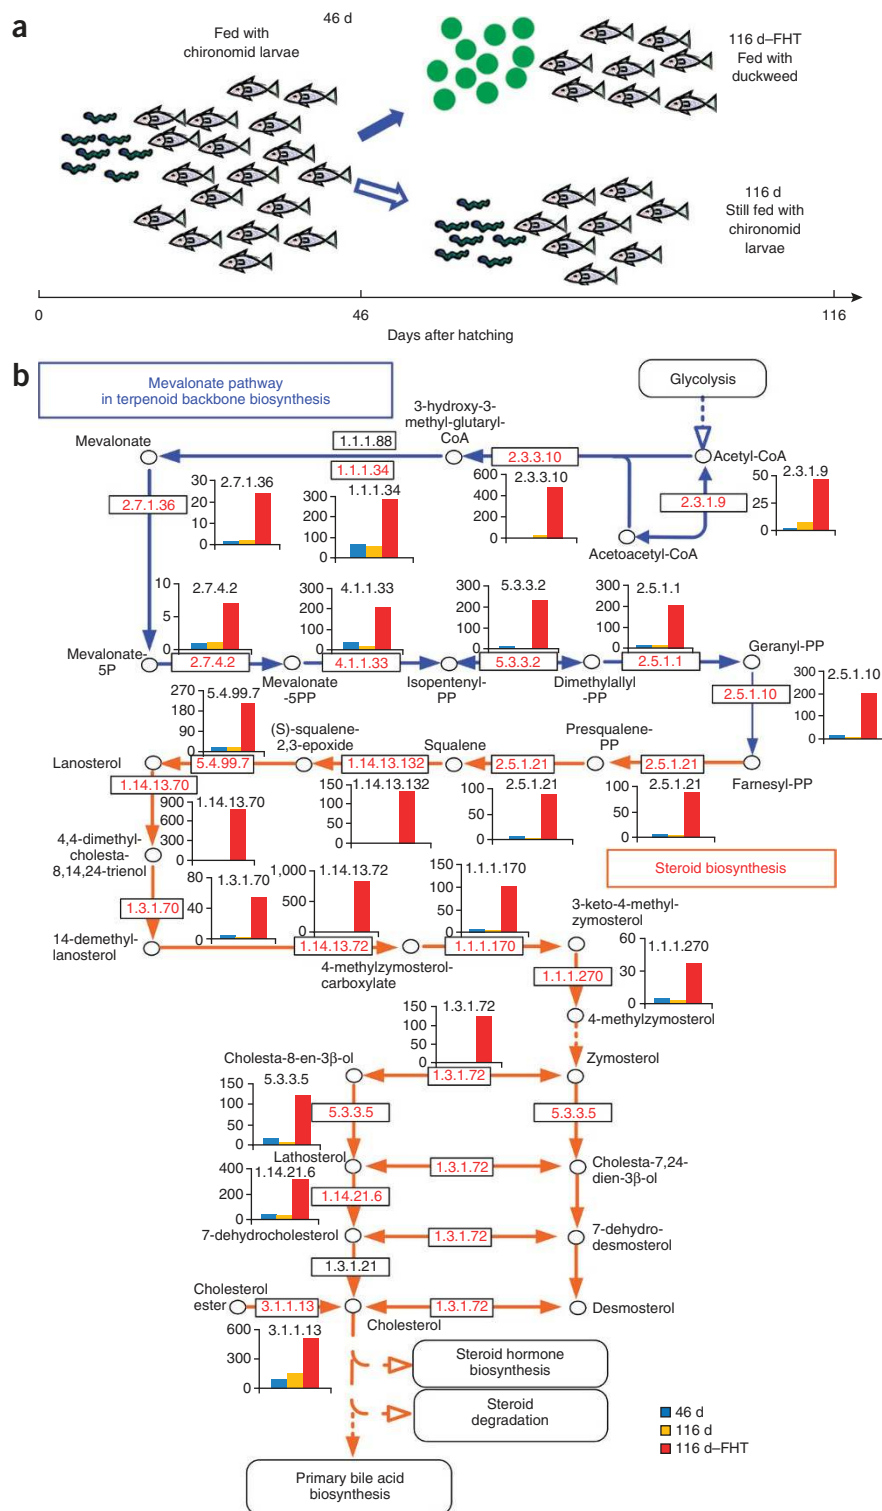 a
Fed with
chironomid larvae
46 d
116 d–FHT
Fed with
duckweed
116 d
Still fed with
chironomid
larvae
0
46
116
Days after hatching
b
Mevalonate pathway
in terpenoid backbone biosynthesis
Glycolysis
Mevalonate
1.1.1.88
1.1.1.34
3-hydroxy-3-
methyl-glutaryl-
CoA
2.3.3.10
Acetyl-CoA
2.7.1.36
30
20
10
0
2.7.1.36
300
200
100
0
1.1.1.34
600
400
200
0
2.3.3.10
Acetoacetyl-CoA
2.3.1.9
50
25
0
2.3.1.9
10
5
0
2.7.4.2
300
200
100
0
4.1.1.33
300
200
100
0
5.3.3.2
300
200
100
0
2.5.1.1
Mevalonate-
5P
2.7.4.2
Mevalonate
-5PP
4.1.1.33
Isopentenyl-
PP
5.3.3.2
Dimethylallyl
-PP
2.5.1.1
Geranyl-PP
2.5.1.10
300
200
100
0
2.5.1.10
270
180
90
0
5.4.99.7
Lanosterol
5.4.99.7
(S)-squalene-
2,3-epoxide
1.14.13.132
Squalene
2.5.1.21
Presqualene-
PP
2.5.1.21
Farnesyl-PP
1.14.13.70
900
600
300
0
1.14.13.70
150
100
50
0
1.14.13.132
100
50
0
2.5.1.21
100
50
0
2.5.1.21
4,4-dimethyl-
cholesta-
8,14,24-trienol
Steroid biosynthesis
1.3.1.70
80
40
0
1.3.1.70
1,000
500
0
1.14.13.72
150
100
50
0
1.1.1.170
14-demethyl-
lanosterol
1.14.13.72
4-methylzymosterol-
carboxylate
1.1.1.170
3-keto-4-methyl-
zymosterol
1.1.1.270
60
30
0
1.1.1.270
4-methylzymosterol
150
100
50
0
1.3.1.72
Cholesta-8-en-3β-ol
1.3.1.72
Zymosterol
150
100
50
0
5.3.3.5
5.3.3.5
5.3.3.5
Lathosterol
1.3.1.72
Cholesta-7,24-
dien-3β-ol
400
200
0
1.14.21.6
1.14.21.6
7-dehydrocholesterol
1.3.1.72
7-dehydro-
desmosterol
1.3.1.21
Cholesterol
ester
3.1.1.13
Cholesterol
1.3.1.72
Desmosterol
600
300
0
3.1.1.13
Steroid hormone
biosynthesis
Steroid
degradation
Primary bile acid
biosynthesis
46 d
116 d
116 d–FHT